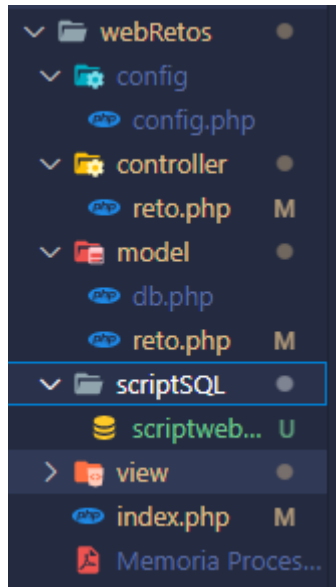 webRetos
config
config.php
controller
reto.php M
model
db.php
reto.php M
scriptSQL
scriptweb... U
view
index.php M
Memoria Proces...